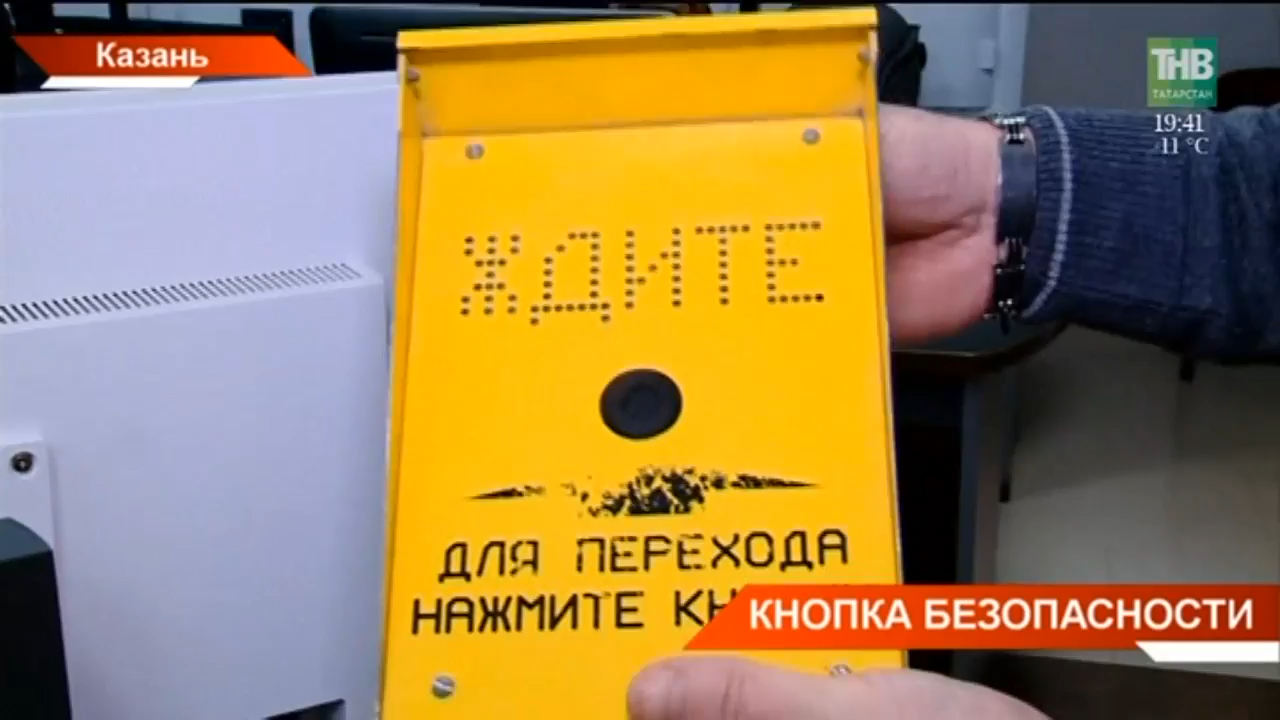 Казань
ТНВ
ТАТАРСТАН
19:41
11 °C
ЖДИТЕ
ДЛЯ ПЕРЕХОДА
НАЖМИТЕ
КНОПКА БЕЗОПАСНОСТИ